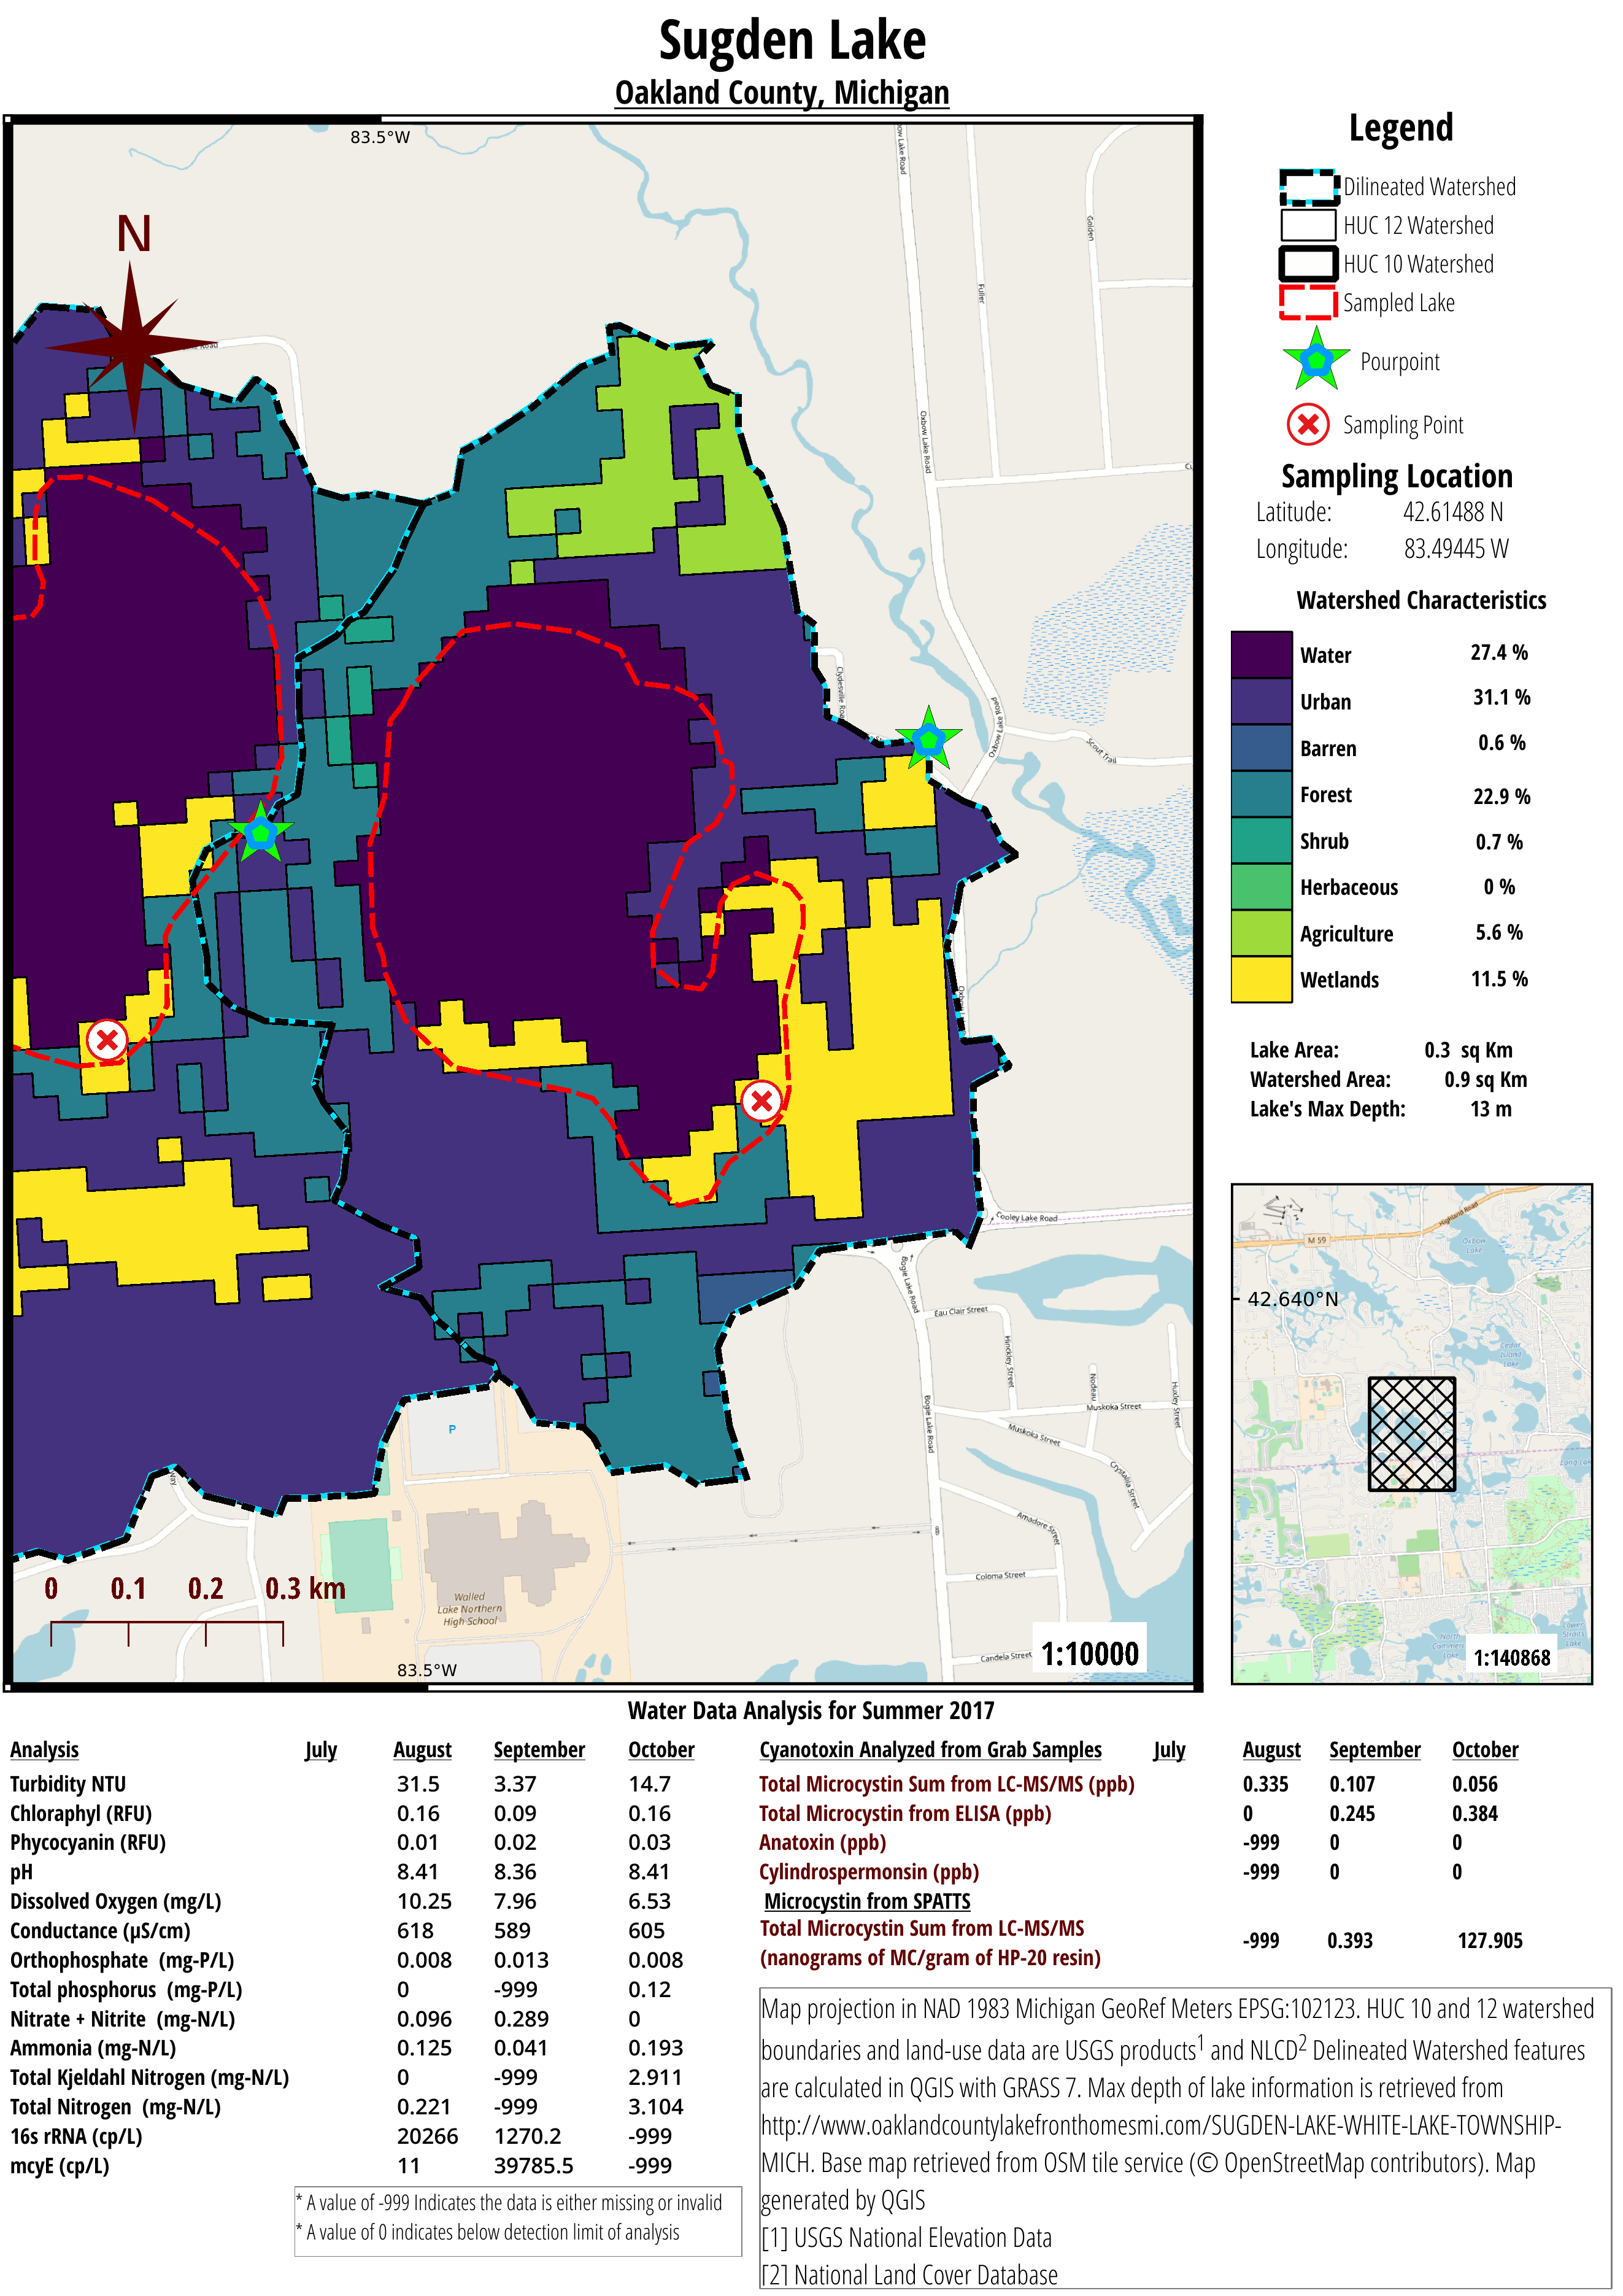 Sugden Lake
Oakland County, Michigan
83.5°W
N
Road
ow Lake Road
Golden
Fuller
Oxbow Lake Road
Clydesville Roa
Oxbow Lake Road
Scout Trail
Cooley Lake Road
Bogie Lake Road
Eau Clair Street
Hinckley Street
Nodeau
Huxley Street
Muskoka Street
Muskoka Street
Crystalia Street
Bogie Lake Road
Amadore Street
Coloma Street
Candela Street
P
Way
Walled
Lake Northern
High School
0 0.1 0.2 0.3 km
83.5°W
1:10000
Legend
Dilineated Watershed
HUC 12 Watershed
HUC 10 Watershed
Sampled Lake
Pourpoint
Sampling Point
Sampling Location
Latitude: 42.61488 N
Longitude: 83.49445 W
Watershed Characteristics
Water 27.4 %
Urban 31.1 %
Barren 0.6 %
Forest 22.9 %
Shrub 0.7 %
Herbaceous 0 %
Agriculture 5.6 %
Wetlands 11.5 %
Lake Area: 0.3 sq Km
Watershed Area: 0.9 sq Km
Lake's Max Depth: 13 m
Highland Road
M 59
Oxbow
Lake
42.640°N
Cedar
Island
Lake
Long Lake
North
Commerce
Lake
Lower
Straits
Lake
1:140868
Water Data Analysis for Summer 2017
Analysis July August September October
Turbidity NTU 31.5 3.37 14.7
Chloraphyl (RFU) 0.16 0.09 0.16
Phycocyanin (RFU) 0.01 0.02 0.03
pH 8.41 8.36 8.41
Dissolved Oxygen (mg/L) 10.25 7.96 6.53
Conductance (µS/cm) 618 589 605
Orthophosphate (mg-P/L) 0.008 0.013 0.008
Total phosphorus (mg-P/L) 0 -999 0.12
Nitrate + Nitrite (mg-N/L) 0.096 0.289 0
Ammonia (mg-N/L) 0.125 0.041 0.193
Total Kjeldahl Nitrogen (mg-N/L) 0 -999 2.911
Total Nitrogen (mg-N/L) 0.221 -999 3.104
16s rRNA (cp/L) 20266 1270.2 -999
mcyE (cp/L) 11 39785.5 -999
* A value of -999 Indicates the data is either missing or invalid
* A value of 0 indicates below detection limit of analysis
Cyanotoxin Analyzed from Grab Samples July August September October
Total Microcystin Sum from LC-MS/MS (ppb) 0.335 0.107 0.056
Total Microcystin from ELISA (ppb) 0 0.245 0.384
Anatoxin (ppb) -999 0 0
Cylindrospermonsin (ppb) -999 0 0
Microcystin from SPATTS
Total Microcystin Sum from LC-MS/MS
(nanograms of MC/gram of HP-20 resin) -999 0.393 127.905
Map projection in NAD 1983 Michigan GeoRef Meters EPSG:102123. HUC 10 and 12 watershed
boundaries and land-use data are USGS products1 and NLCD2 Delineated Watershed features
are calculated in QGIS with GRASS 7. Max depth of lake information is retrieved from
http://www.oaklandcountylakefronthomesmi.com/SUGDEN-LAKE-WHITE-LAKE-TOWNSHIP-
MICH. Base map retrieved from OSM tile service (© OpenStreetMap contributors). Map
generated by QGIS
[1] USGS National Elevation Data
[2] National Land Cover Database